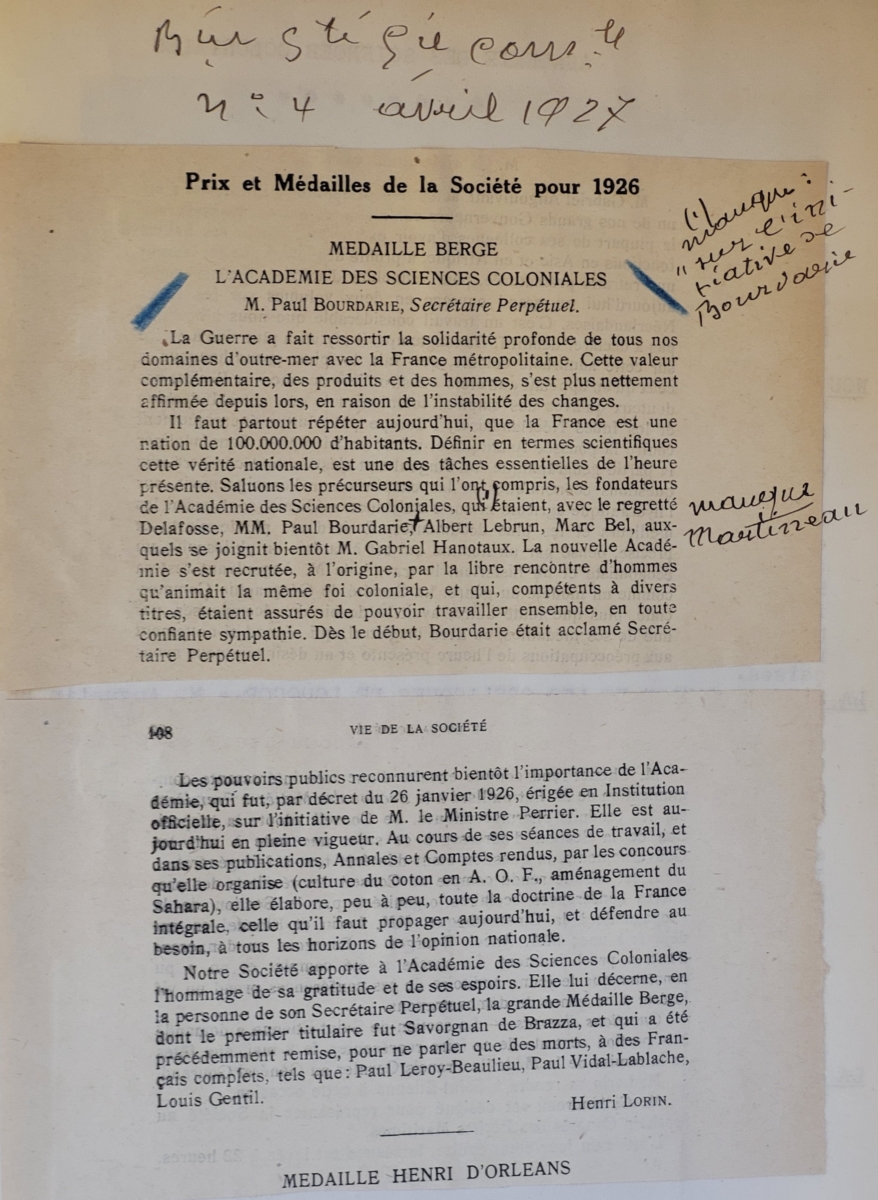 Bur Sté Gie comle
n° 4 avril 1927
Prix et Médailles de la Société pour 1926
MEDAILLE BERGE
L'ACADEMIE DES SCIENCES COLONIALES
M. Paul BOURDARIE, Secrétaire Perpétuel.
(1)
manque :
"sur l'ini-
tiative de
Bourdarie
La Guerre a fait ressortir la solidarité profonde de tous nos
domaines d'outre-mer avec la France métropolitaine. Cette valeur
complémentaire, des produits et des hommes, s'est plus nettement
affirmée depuis lors, en raison de l'instabilité des changes.
Il faut partout répéter aujourd'hui, que la France est une
nation de 100.000.000 d'habitants. Définir en termes scientifiques
cette vérité nationale, est une des tâches essentielles de l'heure
présente. Saluons les précurseurs qui l'ont compris, les fondateurs
de l'Académie des Sciences Coloniales, qui (1) étaient, avec le regretté
Delafosse, MM. Paul Bourdarie, + Albert Lebrun, Marc Bel, aux-
quels se joignit bientôt M. Gabriel Hanotaux. La nouvelle Acadé-
mie s'est recrutée, à l'origine, par la libre rencontre d'hommes
qu'animait la même foi coloniale, et qui, compétents à divers
titres, étaient assurés de pouvoir travailler ensemble, en toute
confiante sympathie. Dès le début, Bourdarie était acclamé Secré-
taire Perpétuel.
manque
+
Martineau
108 VIE DE LA SOCIÉTÉ
Les pouvoirs publics reconnurent bientôt l'importance de l'Aca-
démie, qui fut, par décret du 26 janvier 1926, érigée en Institution
officielle, sur l'initiative de M. le Ministre Perrier. Elle est au-
jourd'hui en pleine vigueur. Au cours de ses séances de travail, et
dans ses publications, Annales et Comptes rendus, par les concours
qu'elle organise (culture du coton en A. O. F., aménagement du
Sahara), elle élabore, peu à peu, toute la doctrine de la France
intégrale, celle qu'il faut propager aujourd'hui, et défendre au
besoin, à tous les horizons de l'opinion nationale.
Notre Société apporte à l'Académie des Sciences Coloniales
l'hommage de sa gratitude et de ses espoirs. Elle lui décerne, en
la personne de son Secrétaire Perpétuel, la grande Médaille Berge,
dont le premier titulaire fut Savorgnan de Brazza, et qui a été
précédemment remise, pour ne parler que des morts, à des Fran-
çais complets, tels que : Paul Leroy-Beaulieu, Paul Vidal-Lablache,
Louis Gentil.
Henri LORIN.
MEDAILLE HENRI D'ORLEANS